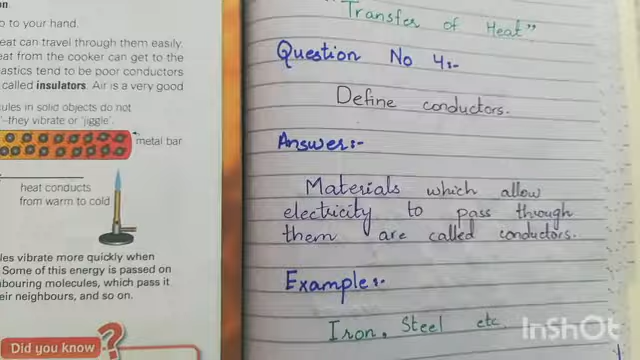 on.
o to your hand.
eat can travel through them easily.
eat from the cooker can get to the
astics tend to be poor conductors
called insulators. Air is a very good
ules in solid objects do not
–they vibrate or 'jiggle'.
metal bar
heat conducts
from warm to cold
les vibrate more quickly when
Some of this energy is passed on
bouring molecules, which pass it
eir neighbours, and so on.
Did you know
?
Transfer of Heat"
Question No 4:-
Define conductors.
Answer:-
Materials which allow
electricity to pass through
them are called conductors.
Example:-
Iron, Steel etc.
InShOt